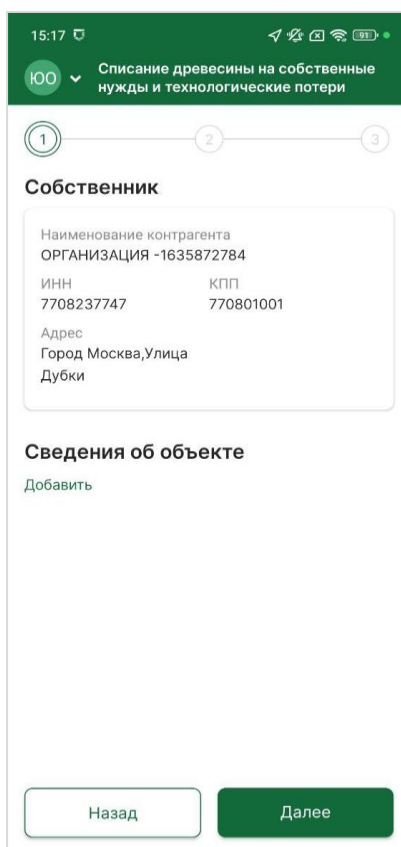 15:17 91
ЮО Списание древесины на собственные
нужды и технологические потери
1 2 3
Собственник
Наименование контрагента
ОРГАНИЗАЦИЯ -1635872784
ИНН КПП
7708237747 770801001
Адрес
Город Москва,Улица
Дубки
Сведения об объекте
Добавить
Назад Далее